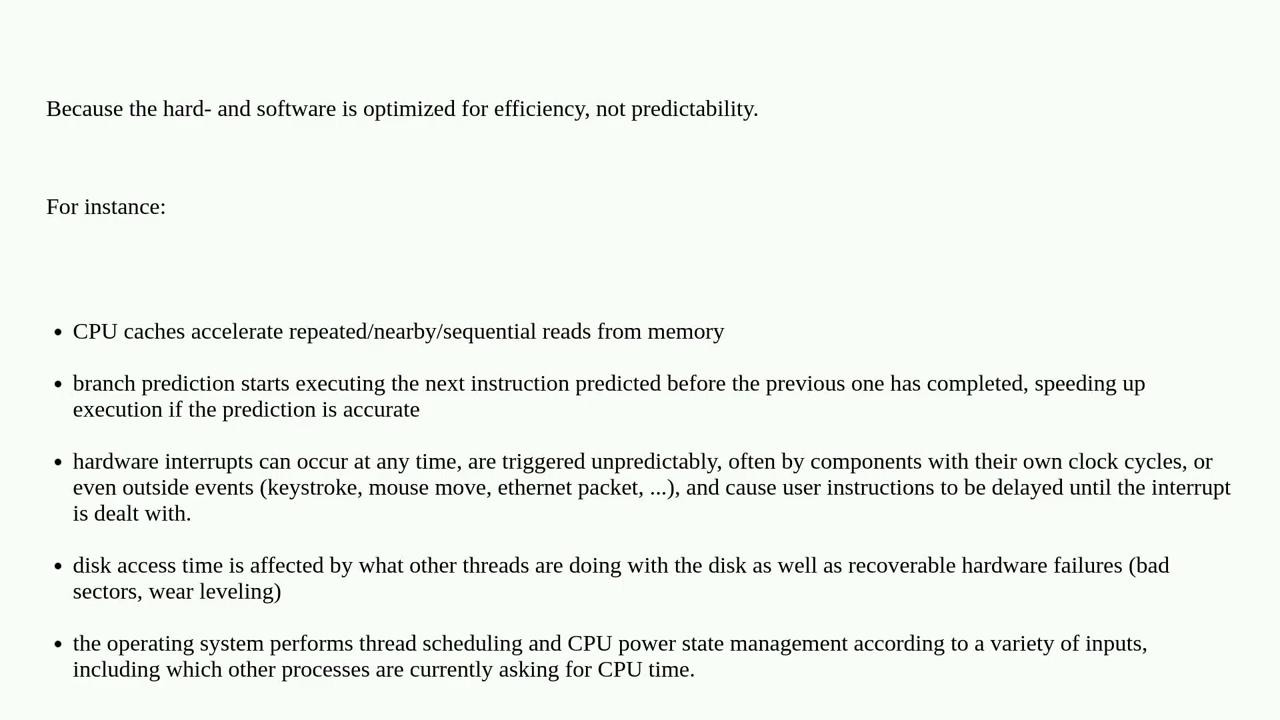 Because the hard- and software is optimized for efficiency, not predictability.
For instance:
• CPU caches accelerate repeated/nearby/sequential reads from memory
• branch prediction starts executing the next instruction predicted before the previous one has completed, speeding up
execution if the prediction is accurate
• hardware interrupts can occur at any time, are triggered unpredictably, often by components with their own clock cycles, or
even outside events (keystroke, mouse move, ethernet packet, ...), and cause user instructions to be delayed until the interrupt
is dealt with.
• disk access time is affected by what other threads are doing with the disk as well as recoverable hardware failures (bad
sectors, wear leveling)
• the operating system performs thread scheduling and CPU power state management according to a variety of inputs,
including which other processes are currently asking for CPU time.